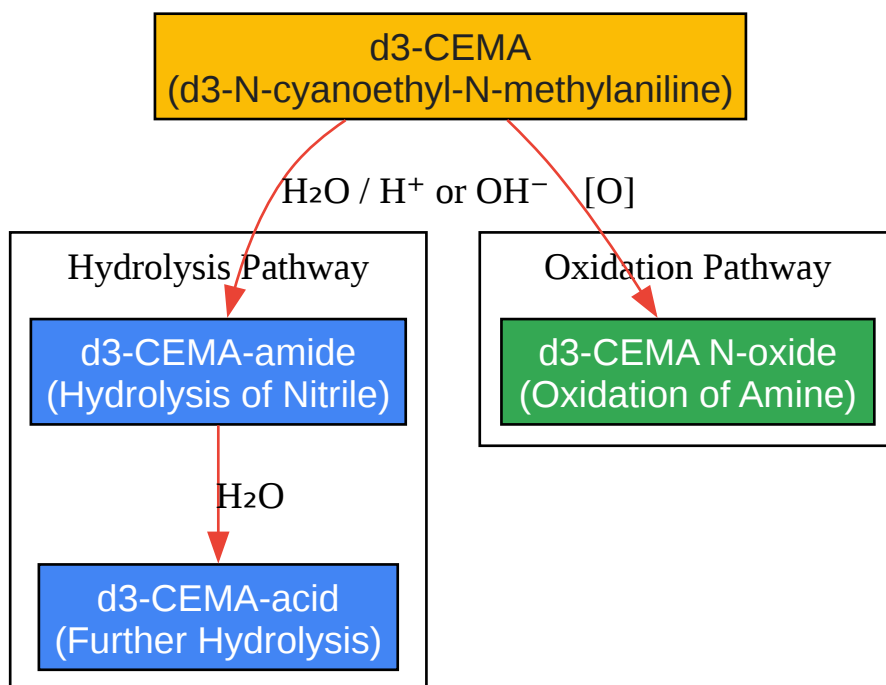 d3-CEMA
(d3-N-cyanoethyl-N-methylaniline)
H₂O / H⁺ or OH⁻
[O]
Hydrolysis Pathway
Oxidation Pathway
d3-CEMA-amide
(Hydrolysis of Nitrile)
d3-CEMA N-oxide
(Oxidation of Amine)
H₂O
d3-CEMA-acid
(Further Hydrolysis)